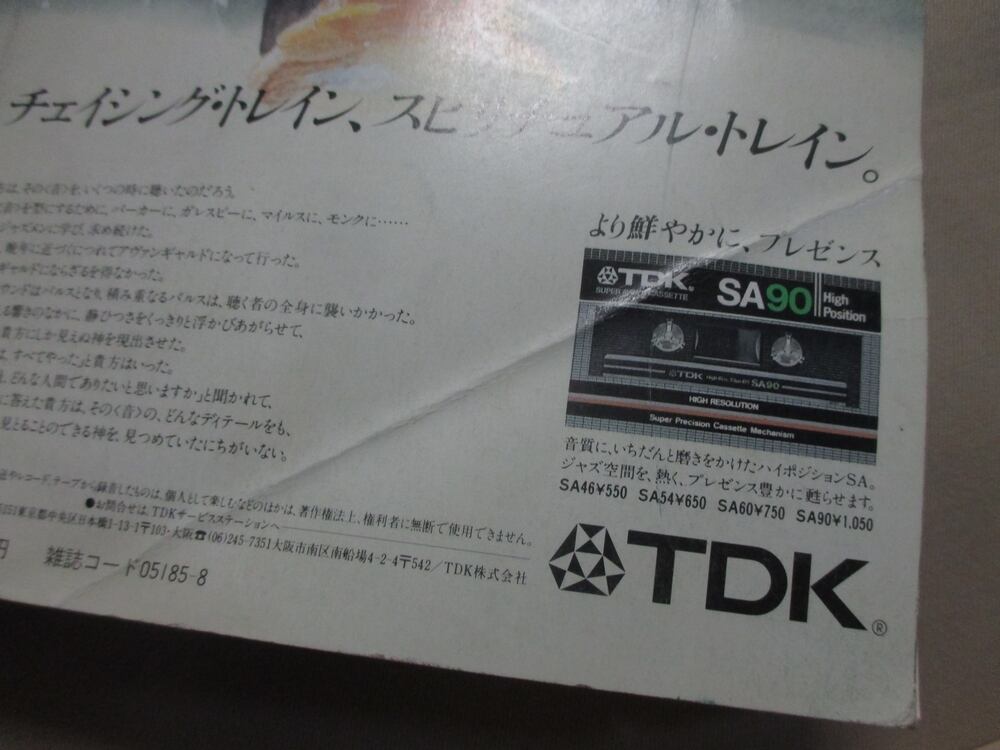 チェイシング・トレイン、スピリチュアル・トレイン。
は、そのく音〉を、いくつの時に聴いたのだろう。
音〉を型にするために、パーカーに、ガレスピーに、マイルスに、モンクに……
ジャズメンに学び、求め続けた。
晩年に近づくにつれてアヴァンギャルドになって行った。
ギャルドにならざるを得なかった。
ウンドはパルスとなり、積み重なるパルスは、聴く者の全身に襲いかかった。
る響きのなかに、静ひつさをくっきりと浮かびあがらせて、
貴方にしか見えぬ神を現出させた。
は、すべてやった」と貴方はいった。
、どんな人間でありたいと思いますか」と聞かれて、
に答えた貴方は、そのく音〉の、どんなディテールをも、
見とることのできる神を、見つめていたにちがいない。
より鮮やかに、プレゼンス
TDK®
SUPER AVILYN CASSETTE
SA90
High
Position
TDK SA90
HIGH RESOLUTION
Super Precision Cassette Mechanism
音質に、いちだんと磨きをかけたハイポジションSA。
ジャズ空間を、熱く、プレゼンス豊かに甦らせます。
SA46¥550 SA54¥650 SA60¥750 SA90¥1,050
やレコード、テープから録音したものは、個人として楽しむなどのほかは、著作権法上、権利者に無断で使用できません。
●お問合せは、TDKサービスステーションへ
5151東京都中央区日本橋1-13-1〒103・大阪☎(06)245-7351大阪市南区南船場4-2-4〒542／TDK株式会社
円 雑誌コード05185-8
TDK®